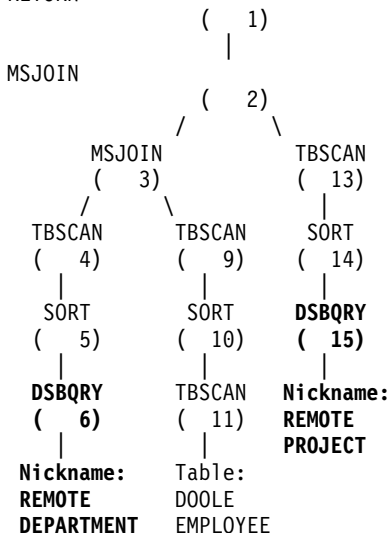 ( 1)
|
MSJOIN
( 2)
/ \
MSJOIN TBSCAN
( 3) ( 13)
/ \ |
TBSCAN TBSCAN SORT
( 4) ( 9) ( 14)
| | |
SORT SORT DSBQRY
( 5) ( 10) ( 15)
| | |
DSBQRY TBSCAN Nickname:
( 6) ( 11) REMOTE
| | PROJECT
Nickname: Table:
REMOTE DOOLE
DEPARTMENT EMPLOYEE